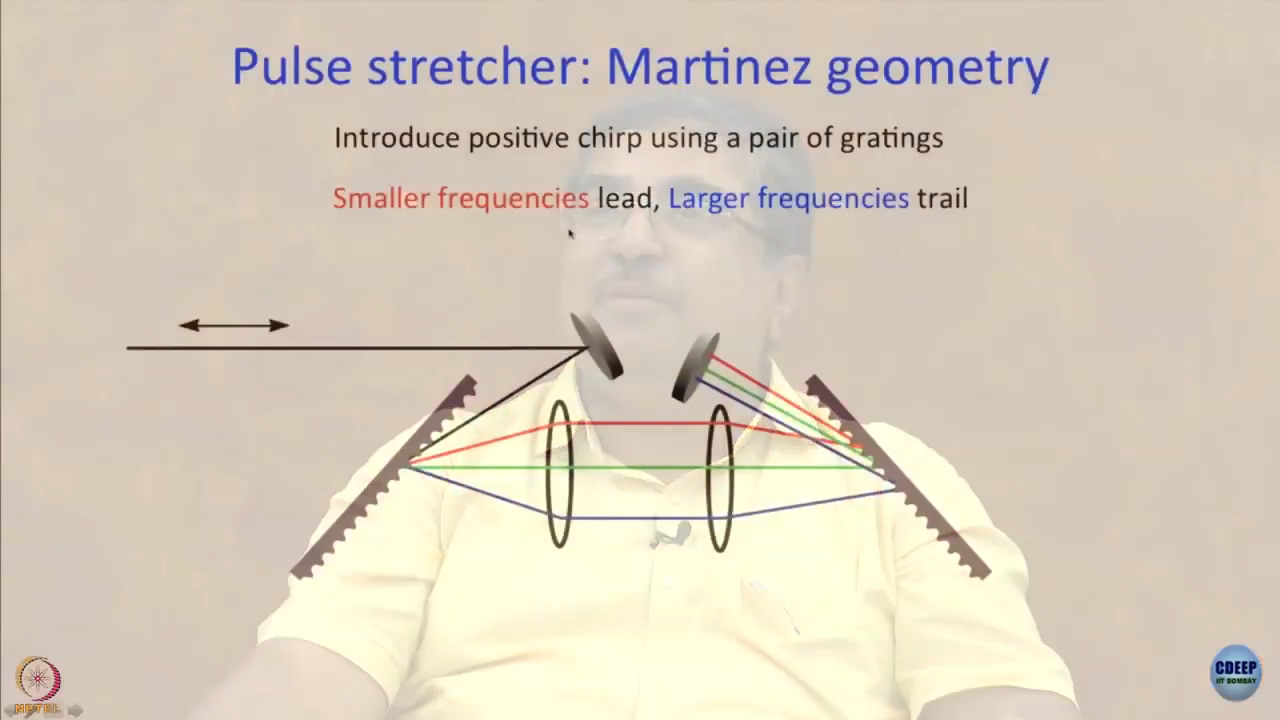 Pulse stretcher: Martinez geometry
Introduce positive chirp using a pair of gratings
Smaller frequencies lead, Larger frequencies trail
NPTEL
CDEEP
IIT BOMBAY